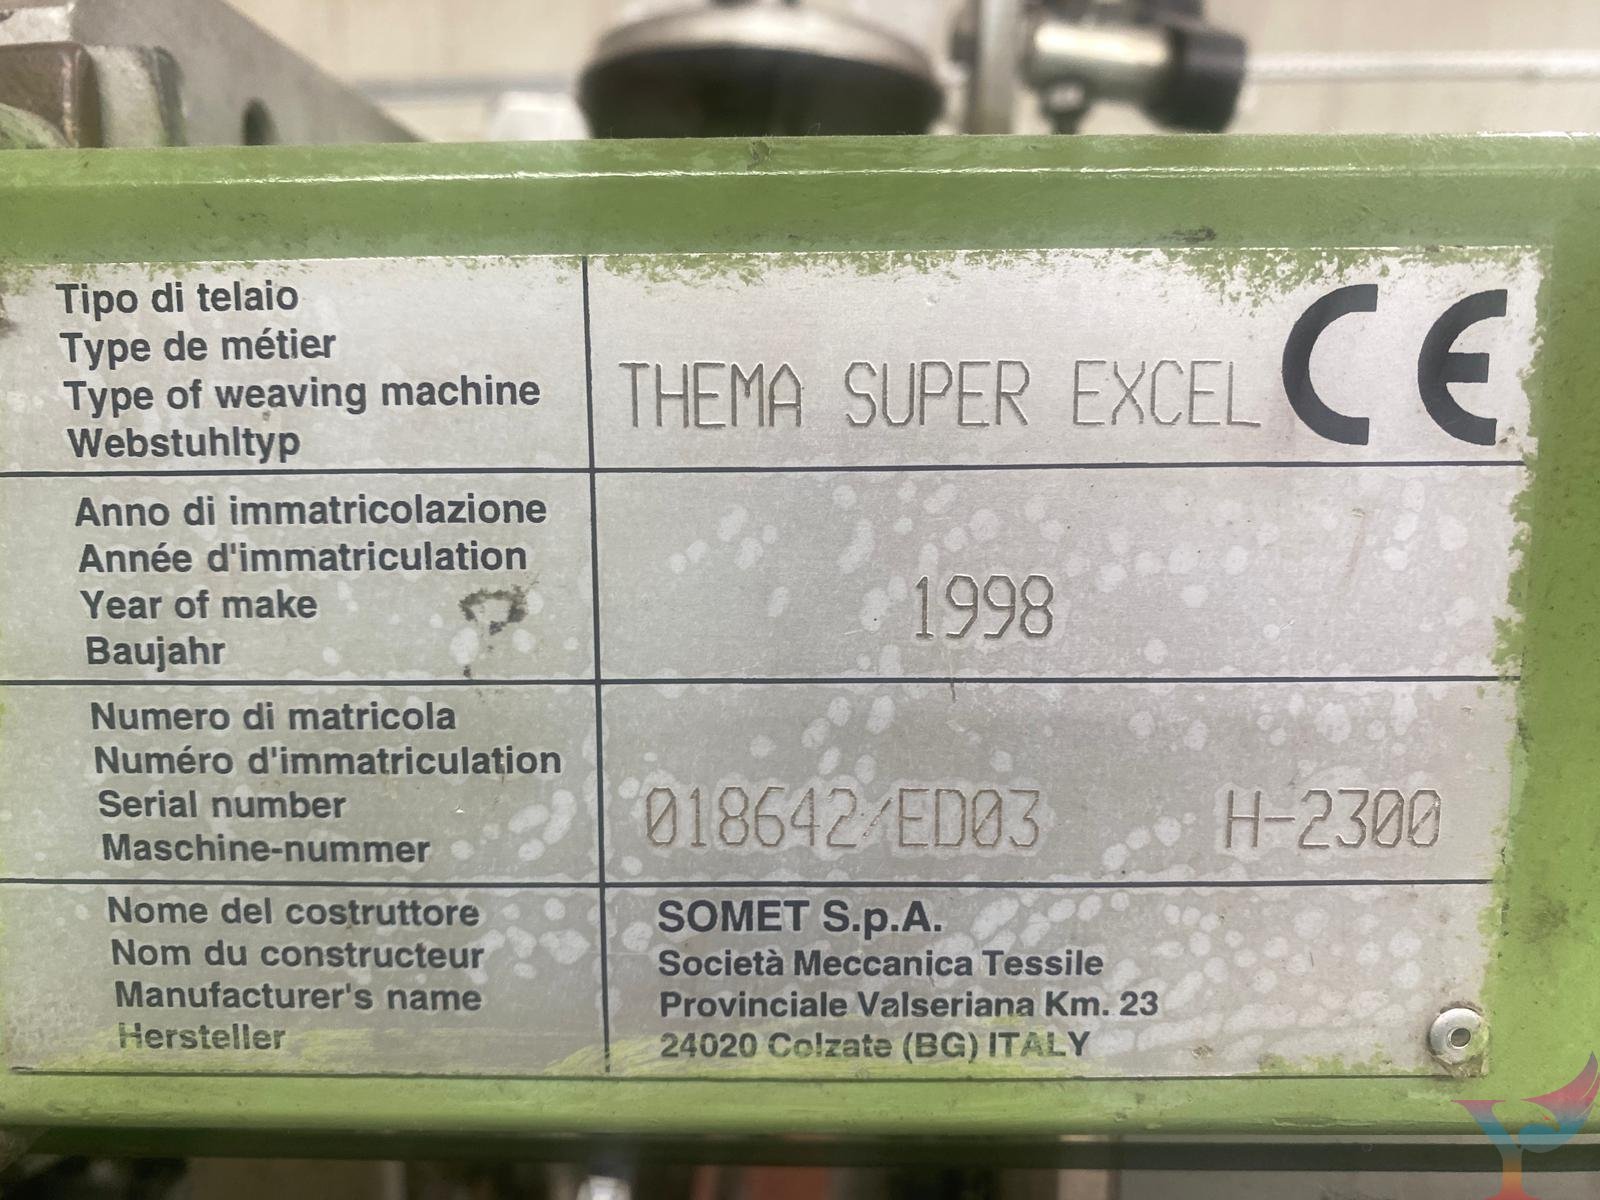 Tipo di telaio
Type de métier
Type of weaving machine
Webstuhltyp
THEMA SUPER EXCEL CE
Anno di immatricolazione
Année d'immatriculation
Year of make
Baujahr
1998
Numero di matricola
Numéro d'immatriculation
Serial number
Maschine-nummer
018642/ED03 H-2300
Nome del costruttore
Nom du constructeur
Manufacturer's name
Hersteller
SOMET S.p.A.
Società Meccanica Tessile
Provinciale Valseriana Km. 23
24020 Colzate (BG) ITALY